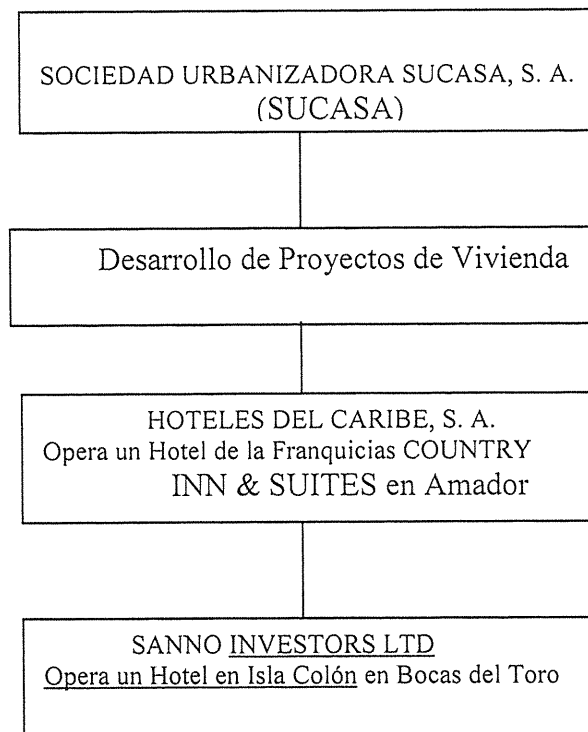 SOCIEDAD URBANIZADORA SUCASA, S. A.
(SUCASA)
Desarrollo de Proyectos de Vivienda
HOTELES DEL CARIBE, S. A.
Opera un Hotel de la Franquicias COUNTRY
INN & SUITES en Amador
SANNO INVESTORS LTD
Opera un Hotel en Isla Colón en Bocas del Toro